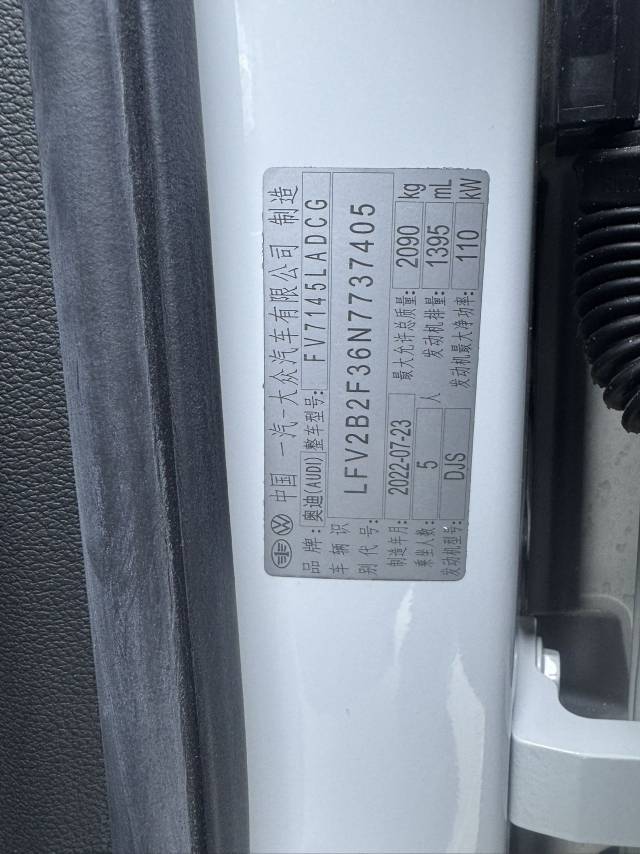 中国 一汽-大众汽车有限公司 制造
品 牌: 奥迪(AUDI) 整车型号: FV7145LADCG
车辆识别代号: LFV2B2F36N7737405
制造年月: 2022-07-23 最大允许总质量: 2090 kg
乘坐人数: 5 人 发动机排量: 1395 mL
发动机型号: DJS 发动机最大净功率: 110 kW